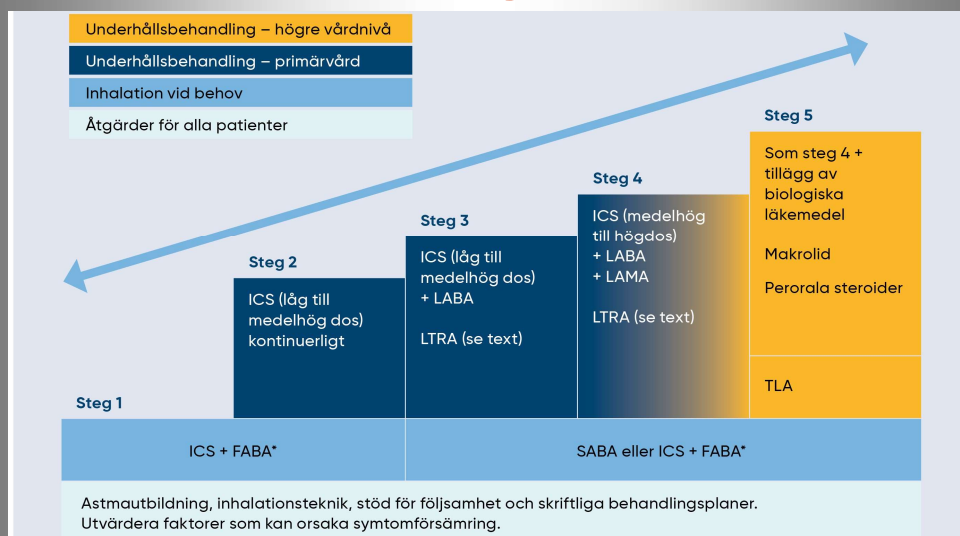 Underhållsbehandling – högre vårdnivå
Underhållsbehandling – primärvård
Inhalation vid behov
Åtgärder för alla patienter
Steg 1
Steg 2
ICS (låg till
medelhög dos)
kontinuerligt
Steg 3
ICS (låg till
medelhög dos)
+ LABA
LTRA (se text)
Steg 4
ICS (medelhög
till högdos)
+ LABA
+ LAMA
LTRA (se text)
Steg 5
Som steg 4 +
tillägg av
biologiska
läkemedel
Makrolid
Perorala steroider
TLA
ICS + FABA*
SABA eller ICS + FABA*
Astmautbildning, inhalationsteknik, stöd för följsamhet och skriftliga behandlingsplaner.
Utvärdera faktorer som kan orsaka symtomförsämring.